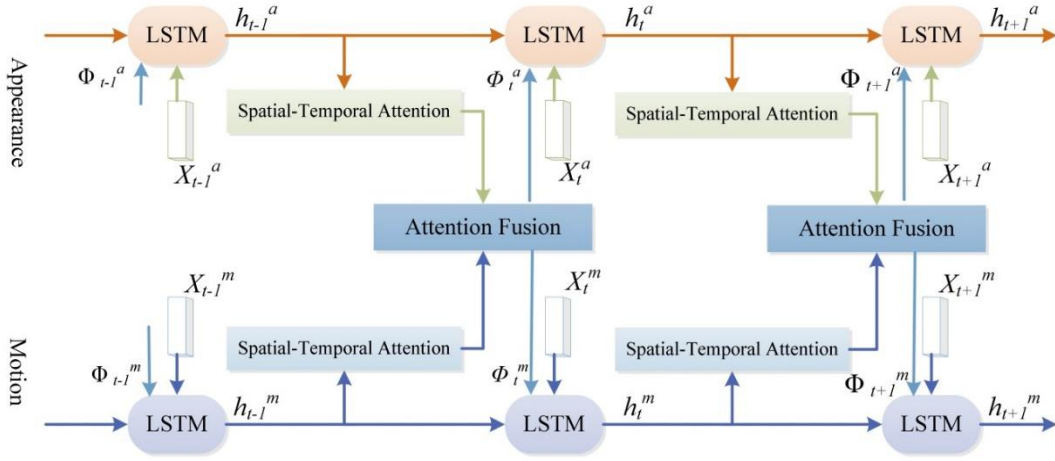 Appearance
LSTM
h_{t-1}^a
LSTM
h_t^a
LSTM
h_{t+1}^a
Φ_{t-1}^a
Φ_t^a
Φ_{t+1}^a
Spatial-Temporal Attention
Spatial-Temporal Attention
X_{t-1}^a
X_t^a
X_{t+1}^a
Attention Fusion
Attention Fusion
Motion
X_{t-1}^m
X_t^m
X_{t+1}^m
Spatial-Temporal Attention
Spatial-Temporal Attention
Φ_{t-1}^m
Φ_t^m
Φ_{t+1}^m
LSTM
h_{t-1}^m
LSTM
h_t^m
LSTM
h_{t+1}^m